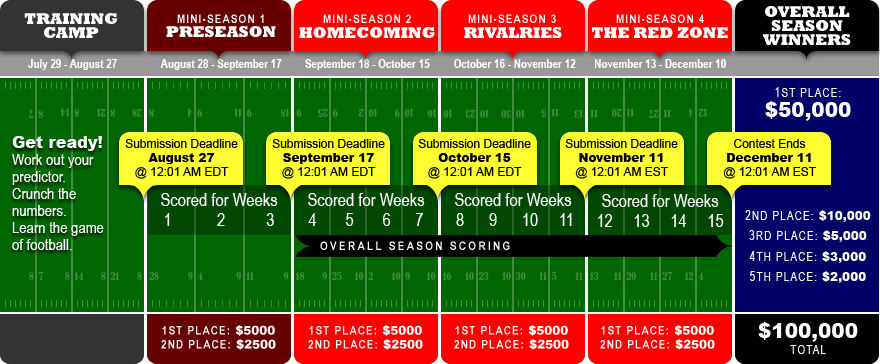 TRAINING
CAMP
July 29 - August 27
MINI-SEASON 1
PRESEASON
August 28 - September 17
MINI-SEASON 2
HOMECOMING
September 18 - October 15
MINI-SEASON 3
RIVALRIES
October 16 - November 12
MINI-SEASON 4
THE RED ZONE
November 13 - December 10
OVERALL
SEASON
WINNERS
Get ready!
Work out your
predictor.
Crunch the
numbers.
Learn the game
of football.
Submission Deadline
August 27
@ 12:01 AM EDT
Submission Deadline
September 17
@ 12:01 AM EDT
Submission Deadline
October 15
@ 12:01 AM EDT
Submission Deadline
November 11
@ 12:01 AM EST
Contest Ends
December 11
@ 12:01 AM EST
Scored for Weeks
1 2 3
Scored for Weeks
4 5 6 7
Scored for Weeks
8 9 10 11
Scored for Weeks
12 13 14 15
OVERALL SEASON SCORING
1ST PLACE:
$50,000
2ND PLACE: $10,000
3RD PLACE: $5,000
4TH PLACE: $3,000
5TH PLACE: $2,000
1ST PLACE: $5000
2ND PLACE: $2500
1ST PLACE: $5000
2ND PLACE: $2500
1ST PLACE: $5000
2ND PLACE: $2500
1ST PLACE: $5000
2ND PLACE: $2500
$100,000
TOTAL